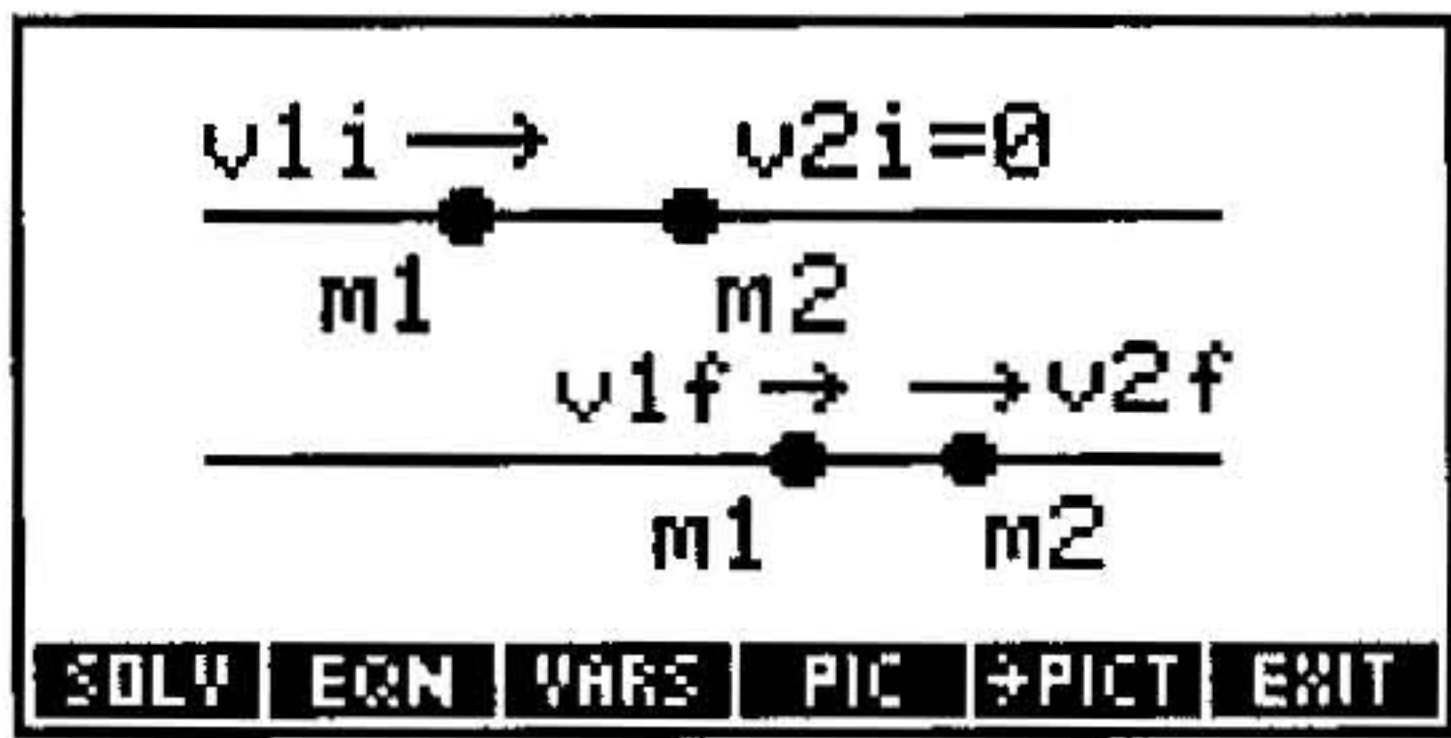 v1i→ v2i=0
m1 m2
v1f→ →v2f
m1 m2
SOLV EQN VARS PIC →PICT EXIT